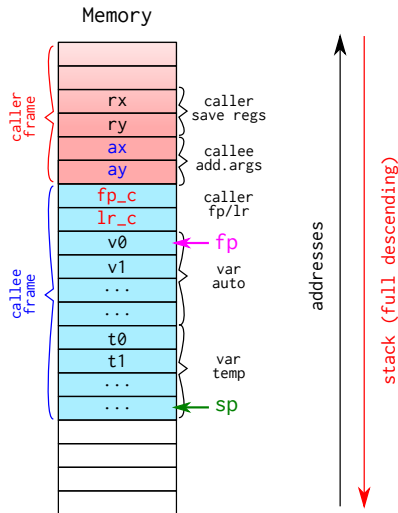 Memory
caller
frame
rx
ry
caller
save regs
ax
ay
callee
add.args
callee
frame
fp_c
lr_c
caller
fp/lr
v0
fp
v1
...
...
var
auto
t0
t1
...
...
var
temp
sp
addresses
stack (full descending)